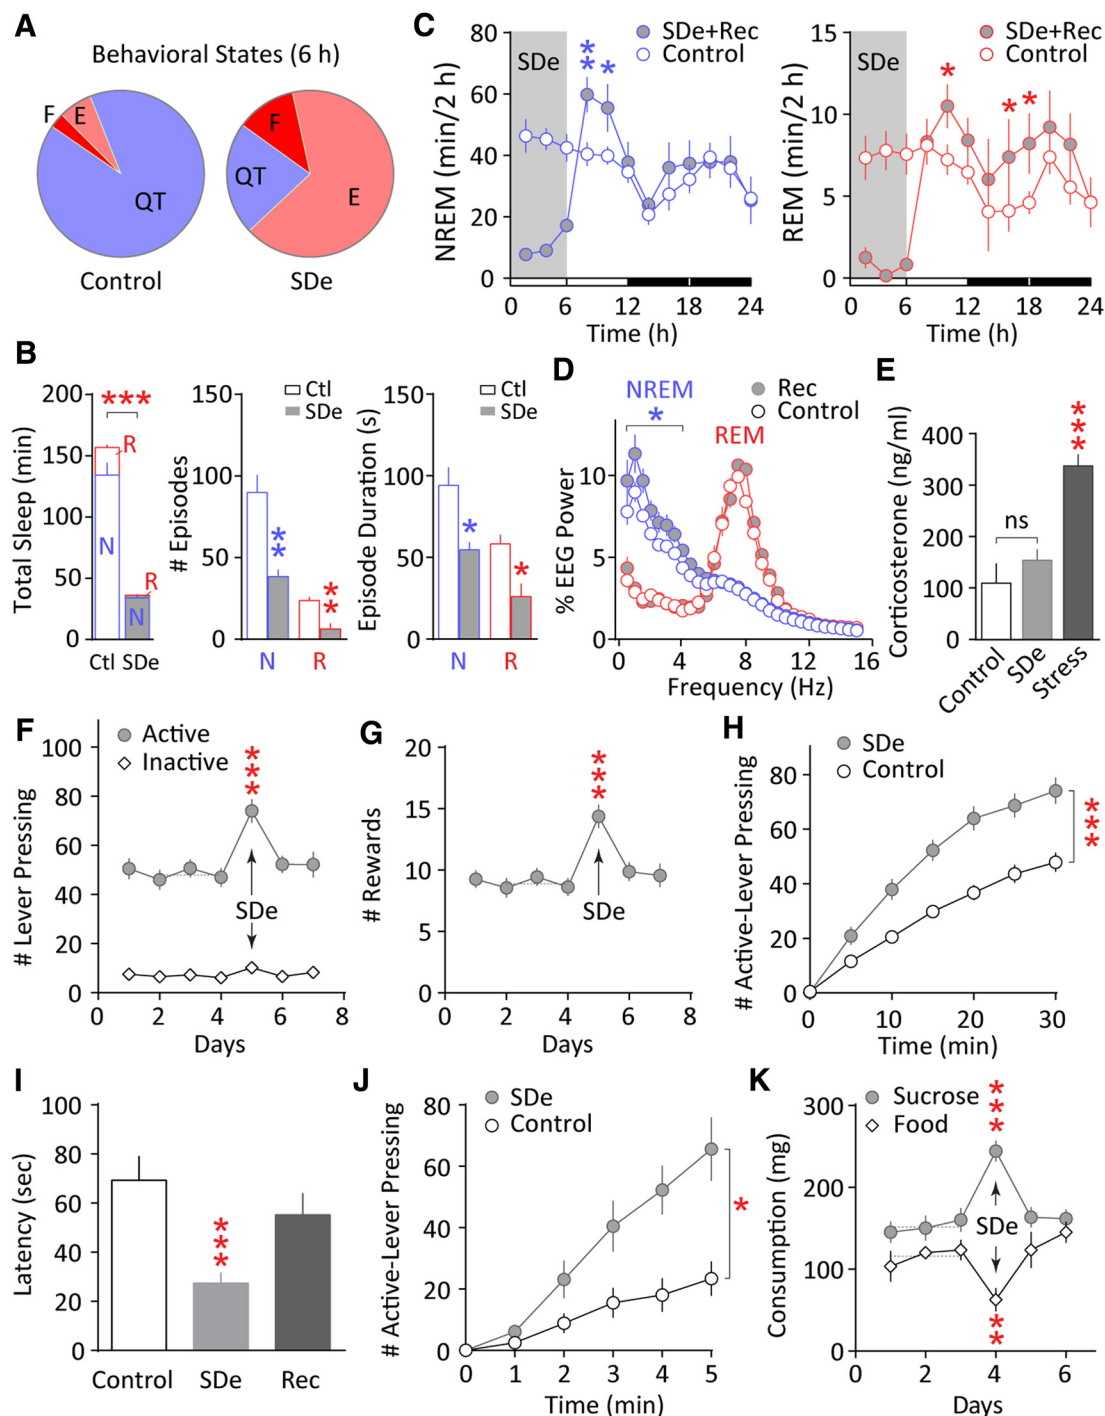 A
Behavioral States (6 h)
F
E
QT
Control
F
QT
E
SDe
C
SDe+Rec
Control
SDe
**
*
NREM (min/2 h)
80
60
40
20
0
0 6 12 18 24
Time (h)
SDe+Rec
Control
SDe
*
* *
REM (min/2 h)
15
10
5
0
0 6 12 18 24
Time (h)
B
Total Sleep (min)
200
150
100
50
0
***
R
N
R
N
Ctl SDe
# Episodes
150
100
50
0
Ctl
SDe
**
**
N R
Episode Duration (s)
150
100
50
0
Ctl
SDe
*
*
N R
D
NREM
*
REM
Rec
Control
% EEG Power
10
5
0
0 4 8 12 16
Frequency (Hz)
E
Corticosterone (ng/ml)
400
300
200
100
0
ns
***
Control
SDe
Stress
F
Active
Inactive
***
# Lever Pressing
100
80
60
40
20
0
SDe
0 2 4 6 8
Days
G
***
# Rewards
20
15
10
5
0
SDe
0 2 4 6 8
Days
H
SDe
Control
# Active-Lever Pressing
80
60
40
20
0
***
0 10 20 30
Time (min)
I
Latency (sec)
100
80
60
40
20
0
***
Control SDe Rec
J
SDe
Control
# Active-Lever Pressing
80
60
40
20
0
*
0 1 2 3 4 5
Time (min)
K
Sucrose
Food
***
Consumption (mg)
300
200
100
0
SDe
**
0 2 4 6
Days